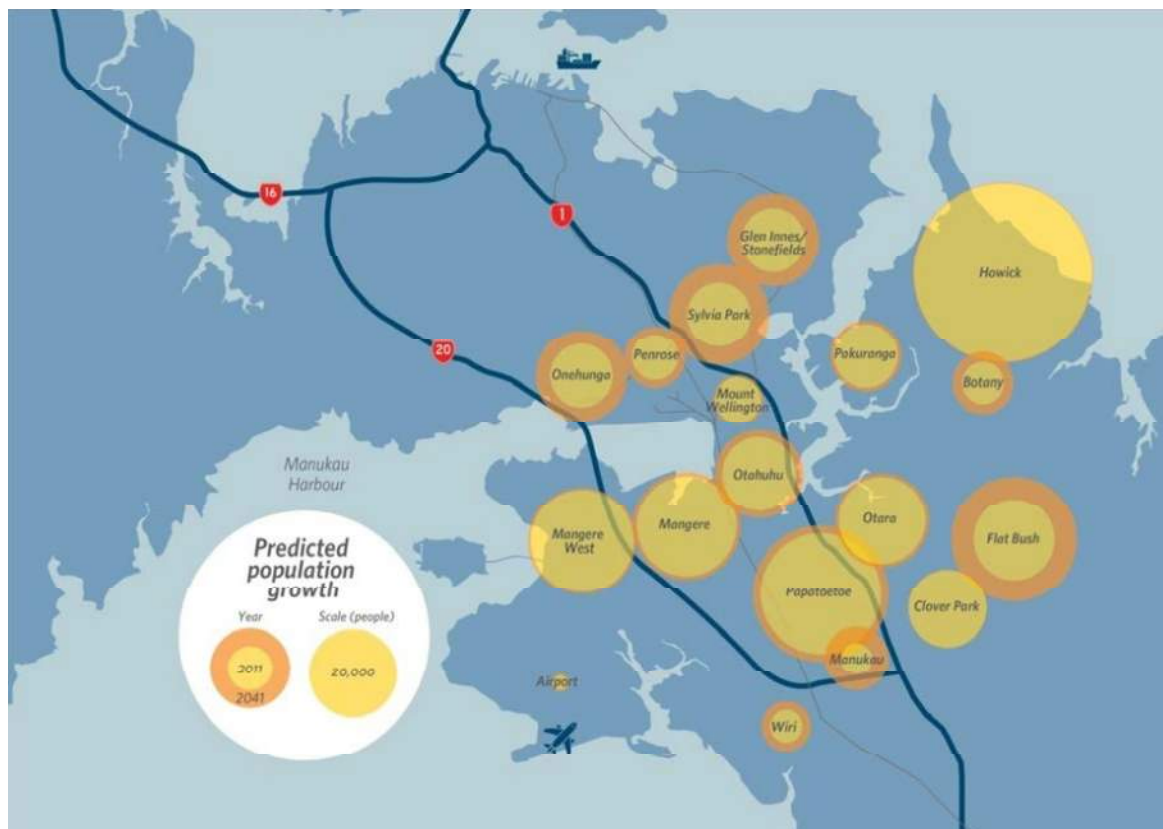 16
1
Glen Innes/
Stonefields
Howick
Sylvia Park
20
Penrose
Pakuranga
Onehunga
Botany
Mount
Wellington
Manukau
Harbour
Otahuhu
Mangere
Otara
Mangere
West
Flat Bush
Predicted
population
growth
Papatoetoe
Clover Park
Year
Scale (people)
2011
20,000
2041
Manukau
Airport
Wiri